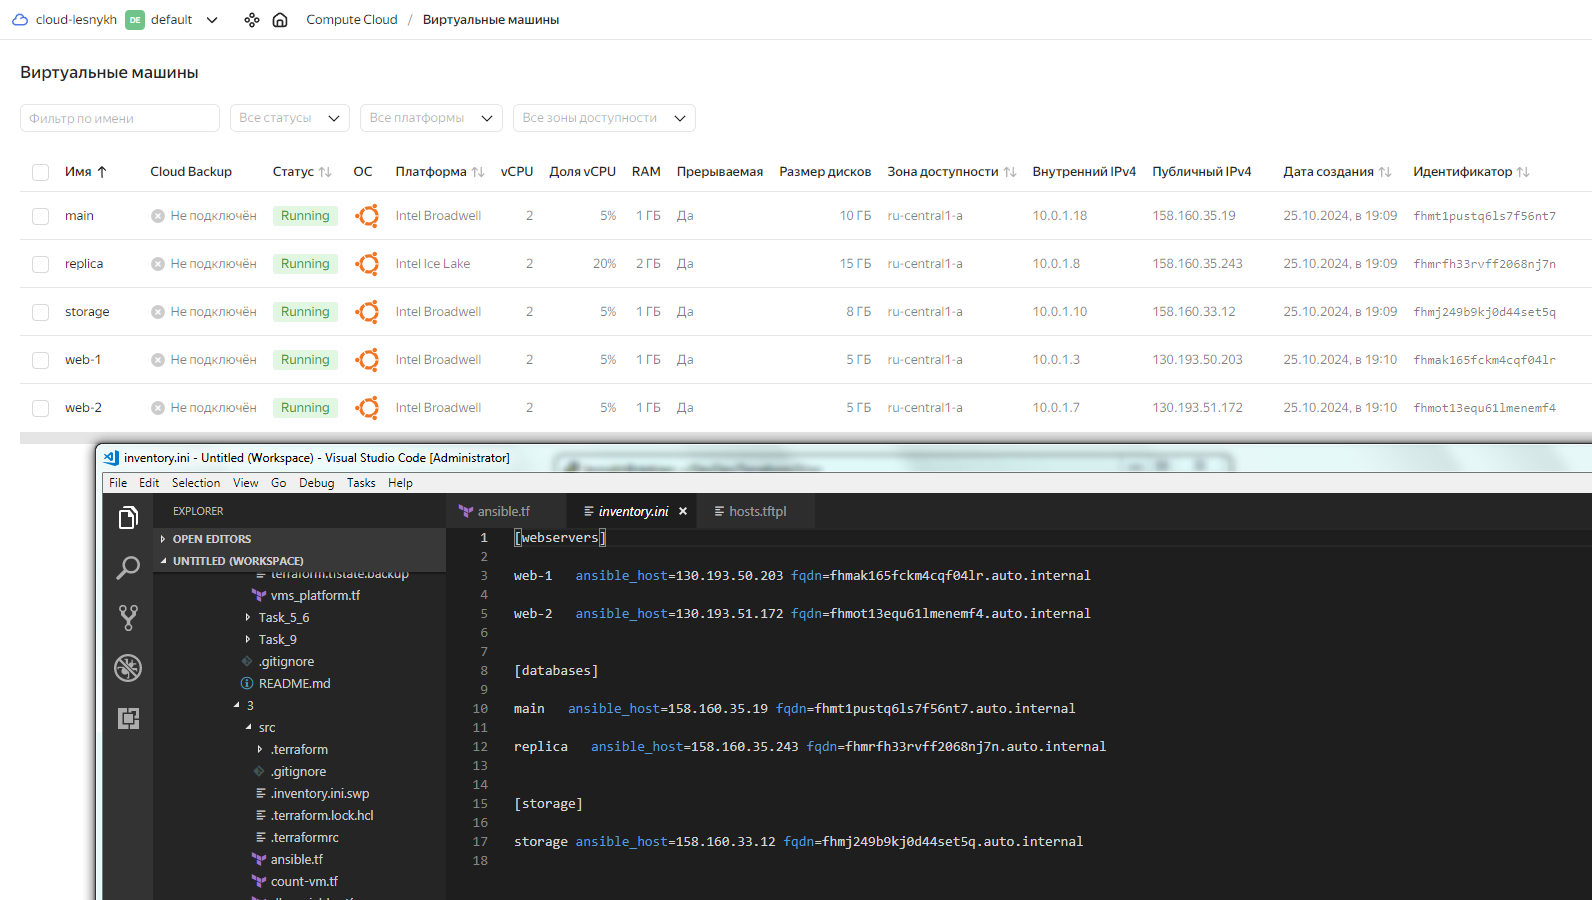 cloud-lesnykh DE default Compute Cloud / Виртуальные машины
Виртуальные машины
Фильтр по имени Все статусы Все платформы Все зоны доступности
Имя Cloud Backup Статус ОС Платформа vCPU Доля vCPU RAM Прерываемая Размер дисков Зона доступности Внутренний IPv4 Публичный IPv4 Дата создания Идентификатор
main Не подключён Running Intel Broadwell 2 5% 1 ГБ Да 10 ГБ ru-central1-a 10.0.1.18 158.160.35.19 25.10.2024, в 19:09 fhmt1pustq6ls7f56nt7
replica Не подключён Running Intel Ice Lake 2 20% 2 ГБ Да 15 ГБ ru-central1-a 10.0.1.8 158.160.35.243 25.10.2024, в 19:09 fhmrfh33rvff2068nj7n
storage Не подключён Running Intel Broadwell 2 5% 1 ГБ Да 8 ГБ ru-central1-a 10.0.1.10 158.160.33.12 25.10.2024, в 19:09 fhmj249b9kj0d44set5q
web-1 Не подключён Running Intel Broadwell 2 5% 1 ГБ Да 5 ГБ ru-central1-a 10.0.1.3 130.193.50.203 25.10.2024, в 19:10 fhmak165fckm4cqf04lr
web-2 Не подключён Running Intel Broadwell 2 5% 1 ГБ Да 5 ГБ ru-central1-a 10.0.1.7 130.193.51.172 25.10.2024, в 19:10 fhmot13equ61lmenemf4
inventory.ini - Untitled (Workspace) - Visual Studio Code [Administrator]
File Edit Selection View Go Debug Tasks Help
EXPLORER
OPEN EDITORS
UNTITLED (WORKSPACE)
terraform.tfstate.backup
vms_platform.tf
Task_5_6
Task_9
.gitignore
README.md
3
src
.terraform
.gitignore
.inventory.ini.swp
.terraform.lock.hcl
.terraformrc
ansible.tf
count-vm.tf
ansible.tf inventory.ini hosts.tftpl
1 [webservers]
2
3 web-1 ansible_host=130.193.50.203 fqdn=fhmak165fckm4cqf04lr.auto.internal
4
5 web-2 ansible_host=130.193.51.172 fqdn=fhmot13equ61lmenemf4.auto.internal
6
7
8 [databases]
9
10 main ansible_host=158.160.35.19 fqdn=fhmt1pustq6ls7f56nt7.auto.internal
11
12 replica ansible_host=158.160.35.243 fqdn=fhmrfh33rvff2068nj7n.auto.internal
13
14
15 [storage]
16
17 storage ansible_host=158.160.33.12 fqdn=fhmj249b9kj0d44set5q.auto.internal
18